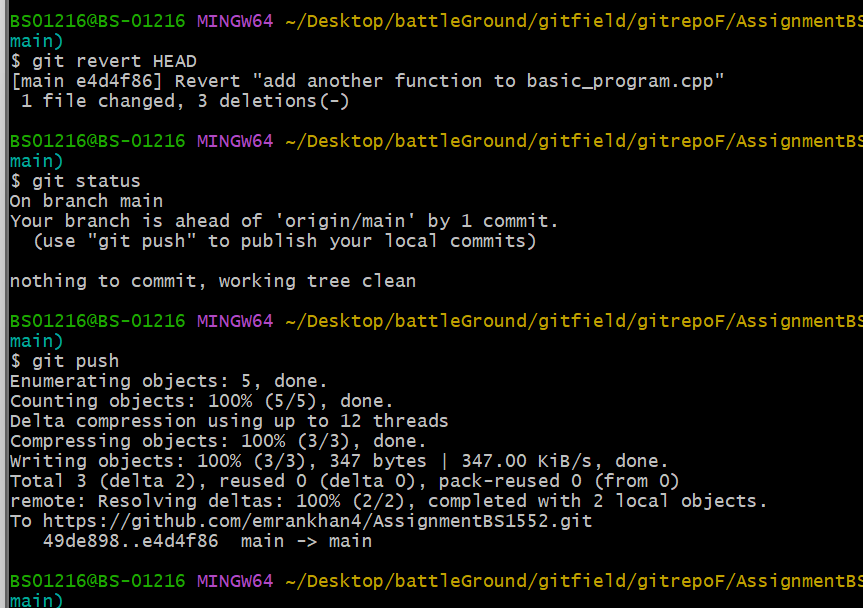 BS01216@BS-01216 MINGW64 ~/Desktop/battleGround/gitfield/gitrepoF/AssignmentBS
main)
$ git revert HEAD
[main e4d4f86] Revert "add another function to basic_program.cpp"
 1 file changed, 3 deletions(-)
BS01216@BS-01216 MINGW64 ~/Desktop/battleGround/gitfield/gitrepoF/AssignmentBS
main)
$ git status
On branch main
Your branch is ahead of 'origin/main' by 1 commit.
  (use "git push" to publish your local commits)
nothing to commit, working tree clean
BS01216@BS-01216 MINGW64 ~/Desktop/battleGround/gitfield/gitrepoF/AssignmentBS
main)
$ git push
Enumerating objects: 5, done.
Counting objects: 100% (5/5), done.
Delta compression using up to 12 threads
Compressing objects: 100% (3/3), done.
Writing objects: 100% (3/3), 347 bytes | 347.00 KiB/s, done.
Total 3 (delta 2), reused 0 (delta 0), pack-reused 0 (from 0)
remote: Resolving deltas: 100% (2/2), completed with 2 local objects.
To https://github.com/emrankhan4/AssignmentBS1552.git
   49de898..e4d4f86  main -> main
BS01216@BS-01216 MINGW64 ~/Desktop/battleGround/gitfield/gitrepoF/AssignmentBS
main)